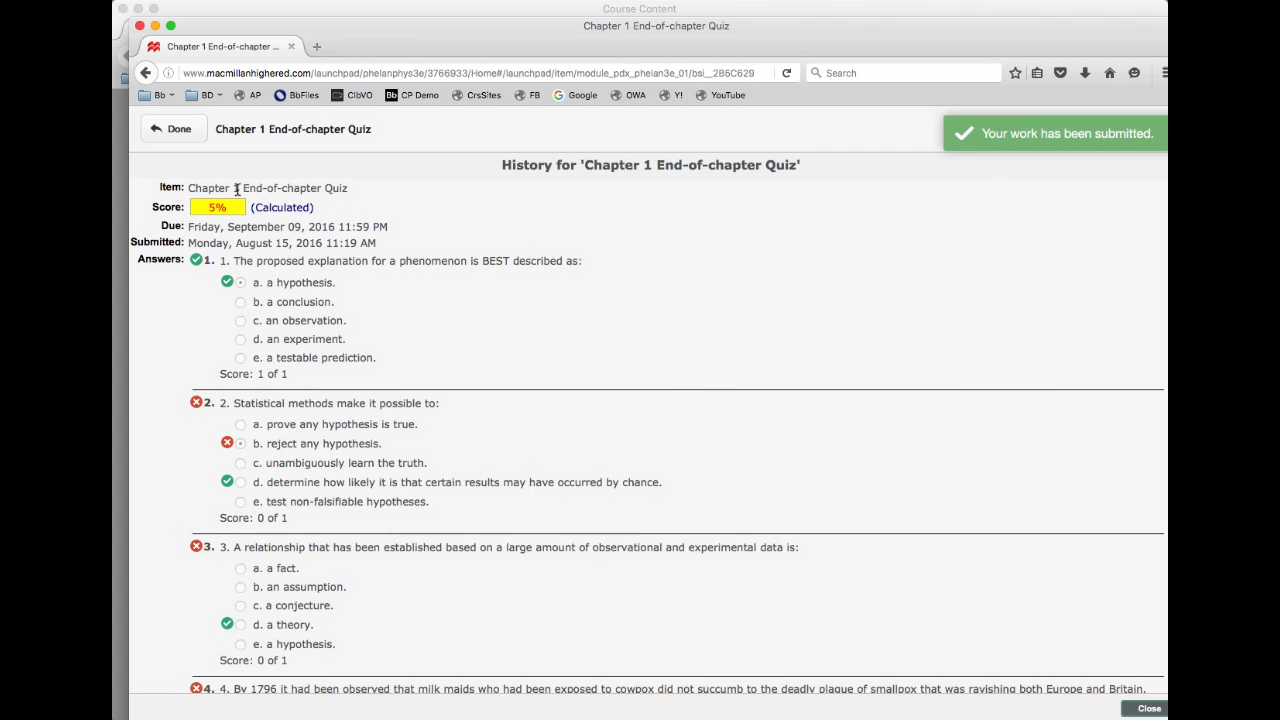 Course Content
Chapter 1 End-of-chapter Quiz
Chapter 1 End-of-chapter ...
www.macmillanhighered.com/launchpad/phelanphys3e/3766933/Home#/launchpad/item/module_pdx_phelan3e_01/bsi__2B5C629
Search
Bb BD AP BbFiles ClbVO Bb CP Demo CrsSites FB G Google OWA Y! YouTube
Done Chapter 1 End-of-chapter Quiz
Your work has been submitted.
History for 'Chapter 1 End-of-chapter Quiz'
Item: Chapter 1 End-of-chapter Quiz
Score: 5% (Calculated)
Due: Friday, September 09, 2016 11:59 PM
Submitted: Monday, August 15, 2016 11:19 AM
Answers: 1. 1. The proposed explanation for a phenomenon is BEST described as:
a. a hypothesis.
b. a conclusion.
c. an observation.
d. an experiment.
e. a testable prediction.
Score: 1 of 1
2. 2. Statistical methods make it possible to:
a. prove any hypothesis is true.
b. reject any hypothesis.
c. unambiguously learn the truth.
d. determine how likely it is that certain results may have occurred by chance.
e. test non-falsifiable hypotheses.
Score: 0 of 1
3. 3. A relationship that has been established based on a large amount of observational and experimental data is:
a. a fact.
b. an assumption.
c. a conjecture.
d. a theory.
e. a hypothesis.
Score: 0 of 1
4. 4. By 1796 it had been observed that milk maids who had been exposed to cowpox did not succumb to the deadly plague of smallpox that was ravishing both Europe and Britain.
Close